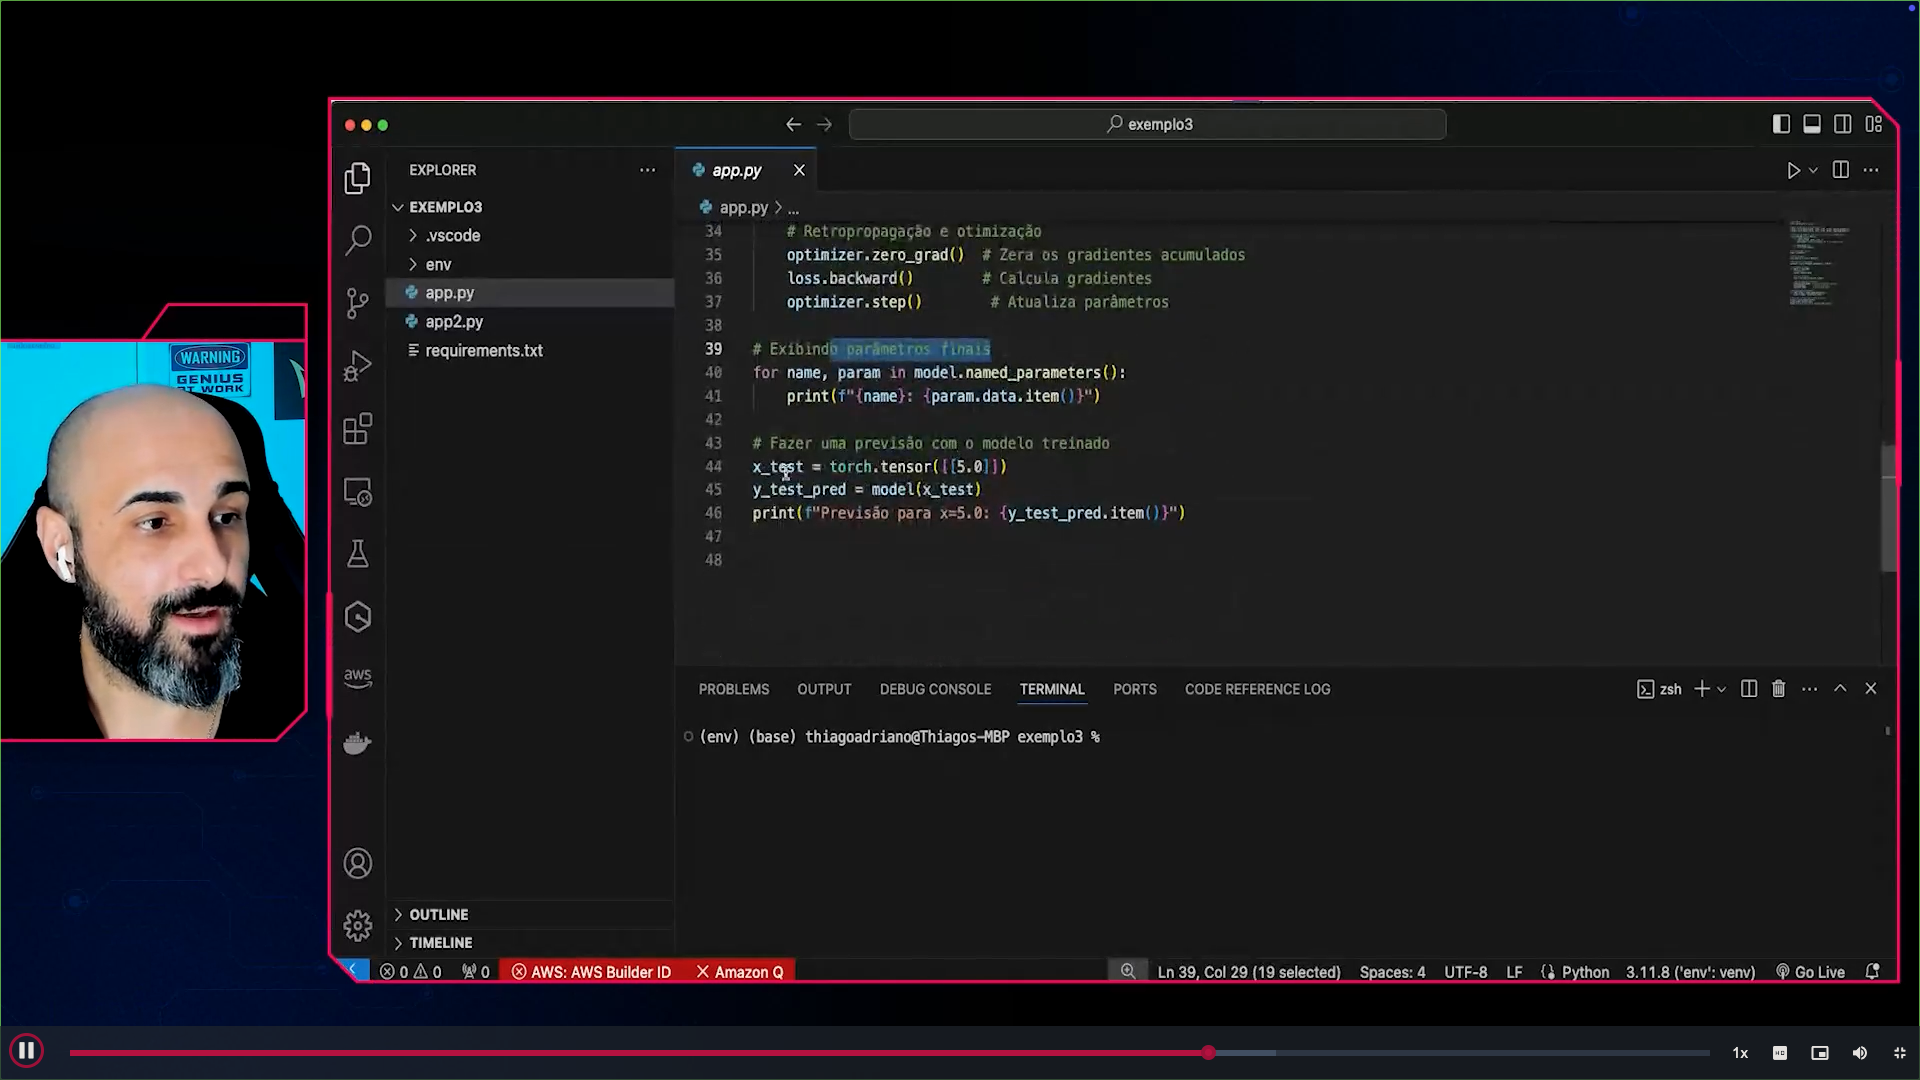 exemplo3
EXPLORER
EXEMPLO3
.vscode
env
app.py
app2.py
requirements.txt
OUTLINE
TIMELINE
app.py
app.py > ...
34 # Retropropagação e otimização
35 optimizer.zero_grad() # Zera os gradientes acumulados
36 loss.backward() # Calcula gradientes
37 optimizer.step() # Atualiza parâmetros
38
39 # Exibindo parâmetros finais
40 for name, param in model.named_parameters():
41 print(f"{name}: {param.data.item()}")
42
43 # Fazer uma previsão com o modelo treinado
44 x_test = torch.tensor([[5.0]])
45 y_test_pred = model(x_test)
46 print(f"Previsão para x=5.0: {y_test_pred.item()}")
47
48
PROBLEMS OUTPUT DEBUG CONSOLE TERMINAL PORTS CODE REFERENCE LOG
zsh
(env) (base) thiagoadriano@Thiagos-MBP exemplo3 %
aws
WARNING
GENIUS
AT WORK
0 0 0 AWS: AWS Builder ID Amazon Q
Ln 39, Col 29 (19 selected) Spaces: 4 UTF-8 LF Python 3.11.8 ('env': venv) Go Live
1x